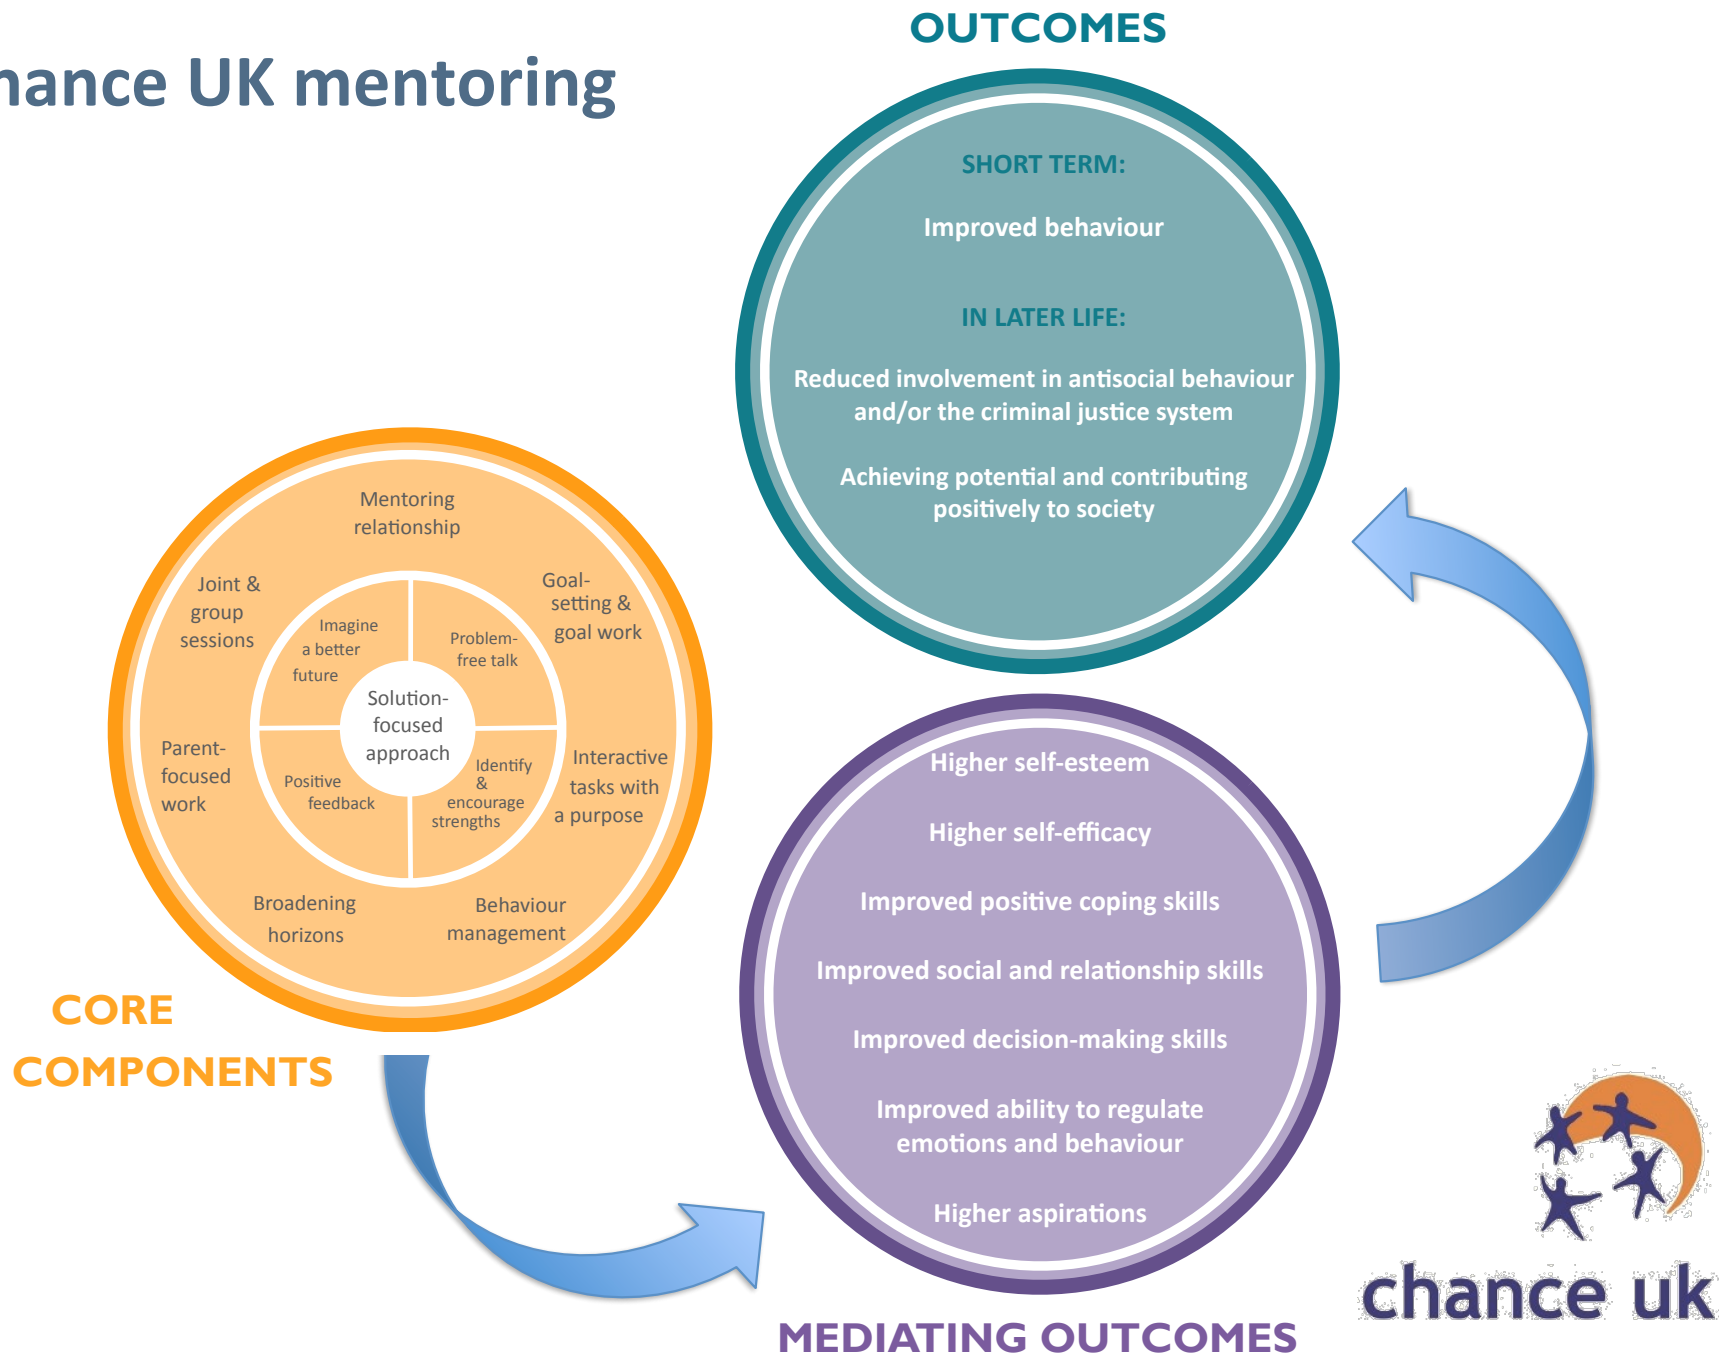 hance UK mentoring
OUTCOMES
SHORT TERM:
Improved behaviour
IN LATER LIFE:
Reduced involvement in antisocial behaviour
and/or the criminal justice system
Achieving potential and contributing
positively to society
Mentoring
relationship
Joint &
group
sessions
Goal-
setting &
goal work
Imagine
a better
future
Problem-
free talk
Solution-
focused
approach
Parent-
focused
work
Positive
feedback
Identify
&
encourage
strengths
Interactive
tasks with
a purpose
Broadening
horizons
Behaviour
management
CORE
COMPONENTS
Higher self-esteem
Higher self-efficacy
Improved positive coping skills
Improved social and relationship skills
Improved decision-making skills
Improved ability to regulate
emotions and behaviour
Higher aspirations
MEDIATING OUTCOMES
chance uk